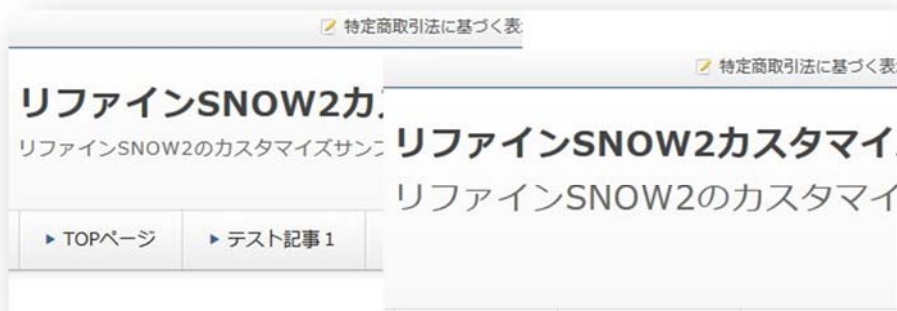 特定商取引法に基づく表
リファインSNOW2カ
リファインSNOW2のカスタマイズサン
▶ TOPページ ▶ テスト記事1
特定商取引法に基づく表
リファインSNOW2カスタマイ
リファインSNOW2のカスタマイ